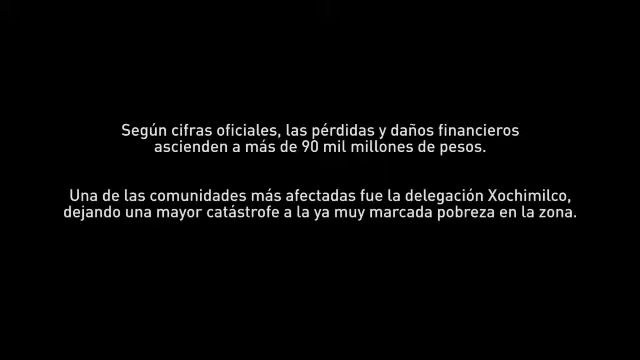 Según cifras oficiales, las pérdidas y daños financieros
ascienden a más de 90 mil millones de pesos.
Una de las comunidades más afectadas fue la delegación Xochimilco,
dejando una mayor catástrofe a la ya muy marcada pobreza en la zona.